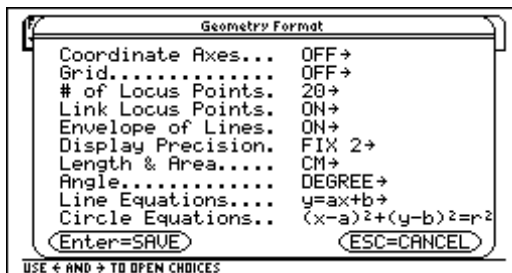 Geometry Format
Coordinate Axes... OFF→
Grid.............. OFF→
# of Locus Points. 20→
Link Locus Points. ON→
Envelope of Lines. ON→
Display Precision. FIX 2→
Length & Area..... CM→
Angle............. DEGREE→
Line Equations.... y=ax+b→
Circle Equations.. (x-a)²+(y-b)²=r²
Enter=SAVE ESC=CANCEL
USE ← AND → TO OPEN CHOICES